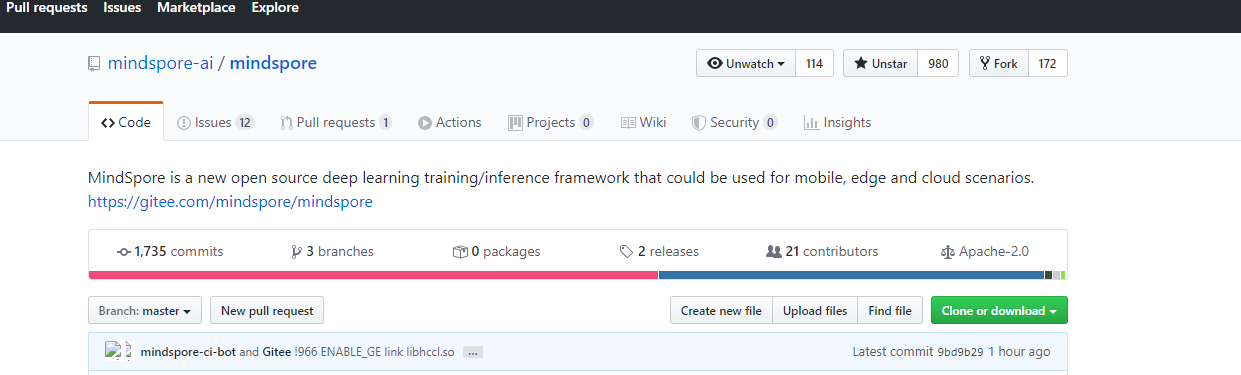 Pull requests Issues Marketplace Explore
mindspore-ai / mindspore Unwatch 114 Unstar 980 Fork 172
Code Issues 12 Pull requests 1 Actions Projects 0 Wiki Security 0 Insights
MindSpore is a new open source deep learning training/inference framework that could be used for mobile, edge and cloud scenarios.
https://gitee.com/mindspore/mindspore
1,735 commits 3 branches 0 packages 2 releases 21 contributors Apache-2.0
Branch: master New pull request Create new file Upload files Find file Clone or download
mindspore-ci-bot and Gitee !966 ENABLE_GE link libhccl.so ... Latest commit 9bd9b29 1 hour ago